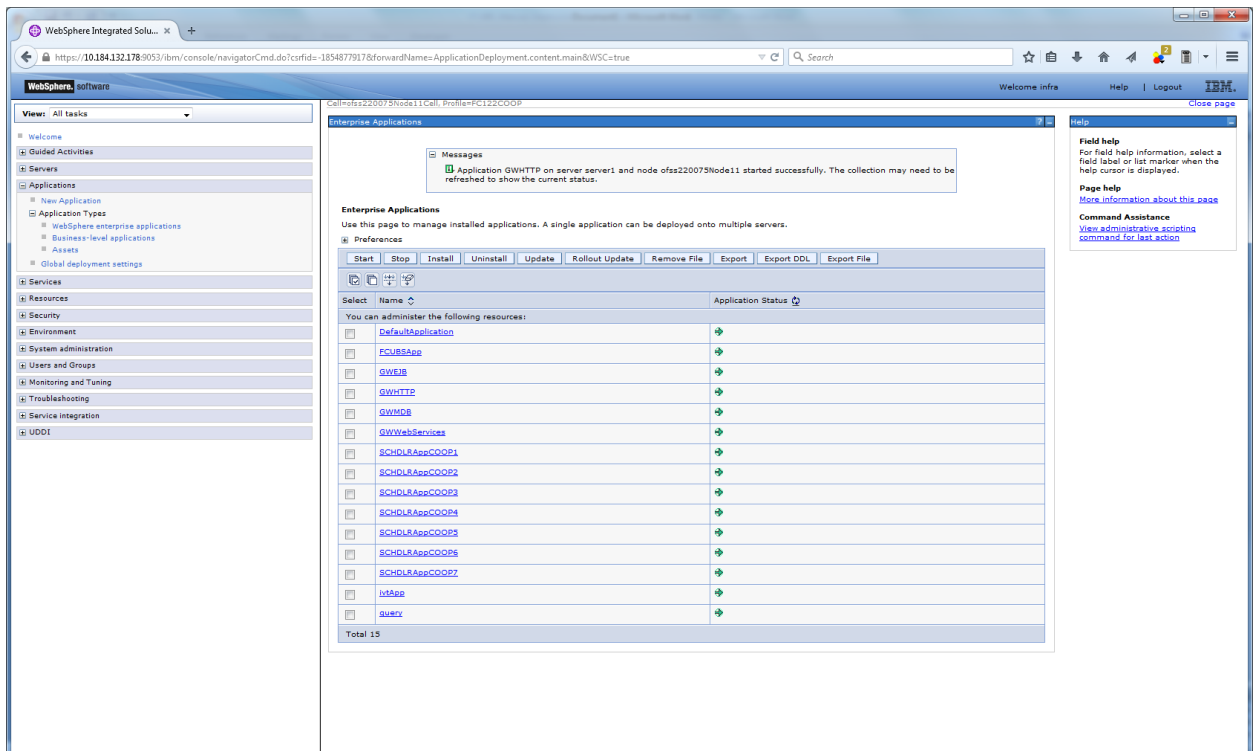 WebSphere Integrated Solu... × +
https://10.184.132.178:9053/ibm/console/navigatorCmd.do?csrfid=-1854877917&forwardName=ApplicationDeployment.content.main&WSC=true
Search
2
WebSphere. software
Welcome infra
Help | Logout
IBM.
View: All tasks
Welcome
Guided Activities
Servers
Applications
New Application
Application Types
WebSphere enterprise applications
Business-level applications
Assets
Global deployment settings
Services
Resources
Security
Environment
System administration
Users and Groups
Monitoring and Tuning
Troubleshooting
Service integration
UDDI
Cell=ofss220075Node11Cell, Profile=FC122COOP
Close page
Enterprise Applications
Messages
Application GWHTTP on server server1 and node ofss220075Node11 started successfully. The collection may need to be
refreshed to show the current status.
Enterprise Applications
Use this page to manage installed applications. A single application can be deployed onto multiple servers.
Preferences
Start Stop Install Uninstall Update Rollout Update Remove File Export Export DDL Export File
Select Name Application Status
You can administer the following resources:
DefaultApplication
FCUBSApp
GWEJB
GWHTTP
GWMDB
GWWebServices
SCHDLRAppCOOP1
SCHDLRAppCOOP2
SCHDLRAppCOOP3
SCHDLRAppCOOP4
SCHDLRAppCOOP5
SCHDLRAppCOOP6
SCHDLRAppCOOP7
ivtApp
query
Total 15
Help
Field help
For field help information, select a
field label or list marker when the
help cursor is displayed.
Page help
More information about this page
Command Assistance
View administrative scripting
command for last action